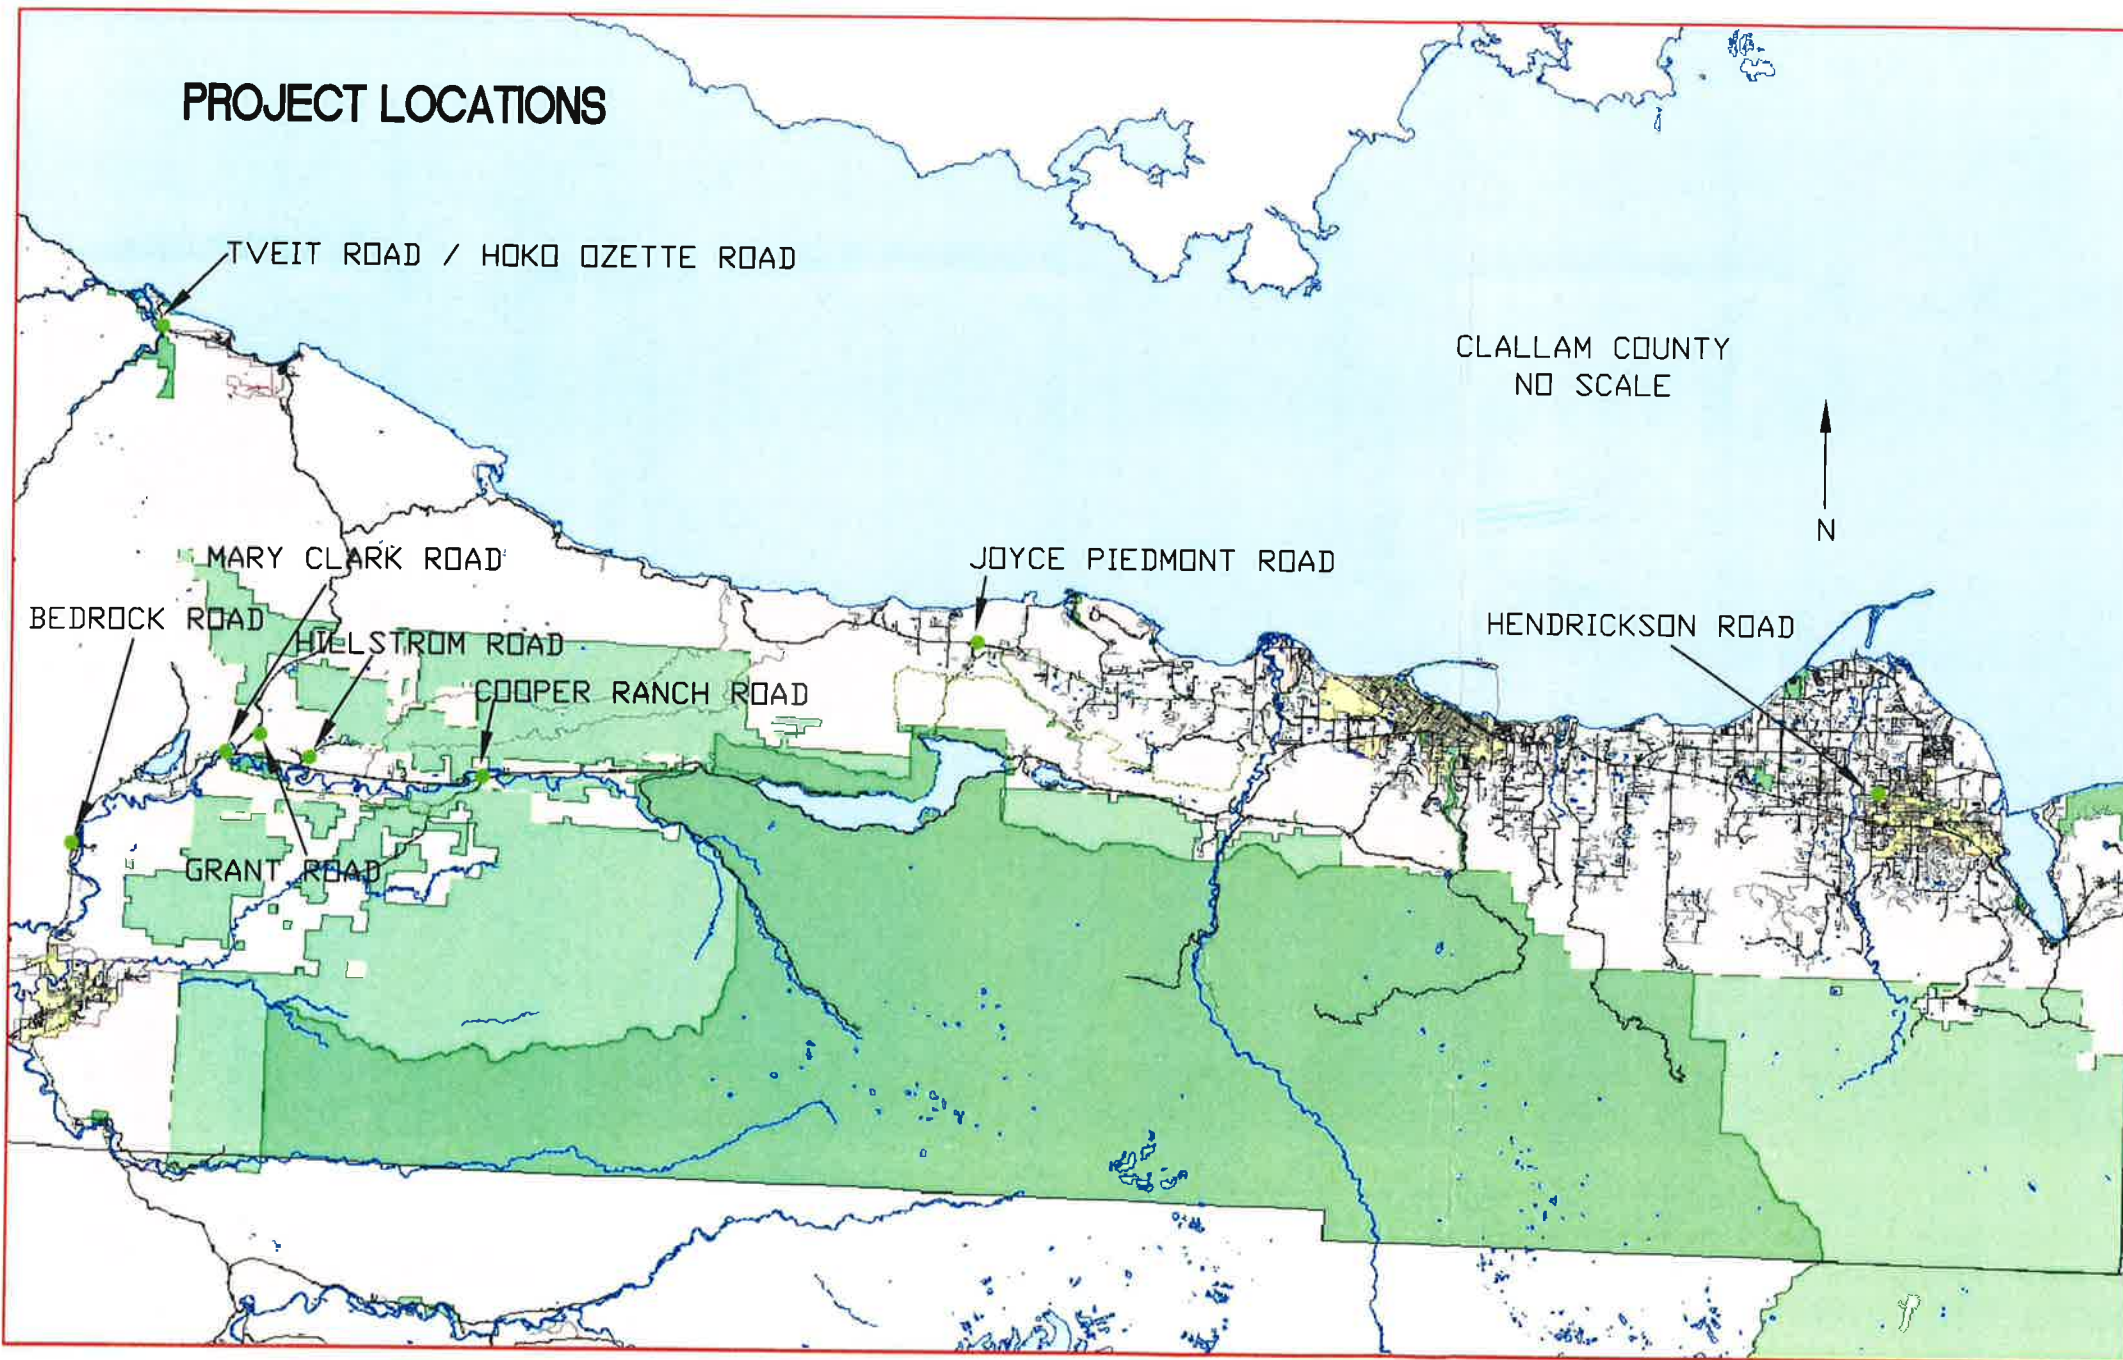 PROJECT LOCATIONS
TVEIT ROAD / HOKO OZETTE ROAD
CLALLAM COUNTY
NO SCALE
N
MARY CLARK ROAD
JOYCE PIEDMONT ROAD
BEDROCK ROAD
HENDRICKSON ROAD
HILLSTROM ROAD
COOPER RANCH ROAD
GRANT ROAD